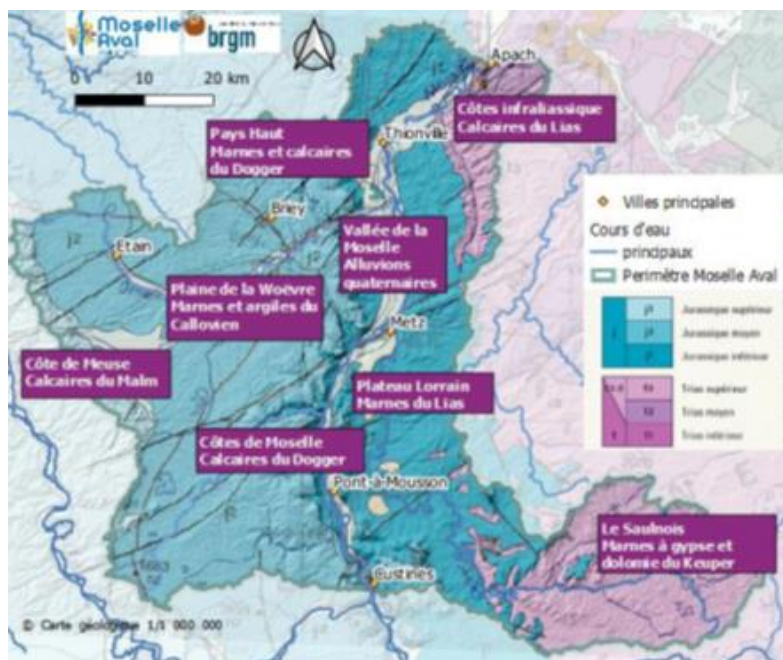 Moselle
Aval
brgm
0 10 20 km
Apach
Côtes infraliassique
Calcaires du Lias
Pays Haut
Marnes et calcaires
du Dogger
Thionville
Briey
Etain
Vallée de la
Moselle
Alluvions
quaternaires
Plaine de la Woëvre
Marnes et argiles du
Callovien
Metz
Côte de Meuse
Calcaires du Malm
Plateau Lorrain
Marnes du Lias
Côtes de Moselle
Calcaires du Dogger
Pont-à-Mousson
Le Saulnois
Marnes à gypse et
dolomie du Keuper
Custines
Villes principales
Cours d'eau
principaux
Perimètre Moselle Aval
Jurassique supérieur
Jurassique moyen
Jurassique inférieur
Trias supérieur
Trias moyen
Trias inférieur
© Carte géologique 1/1 000 000